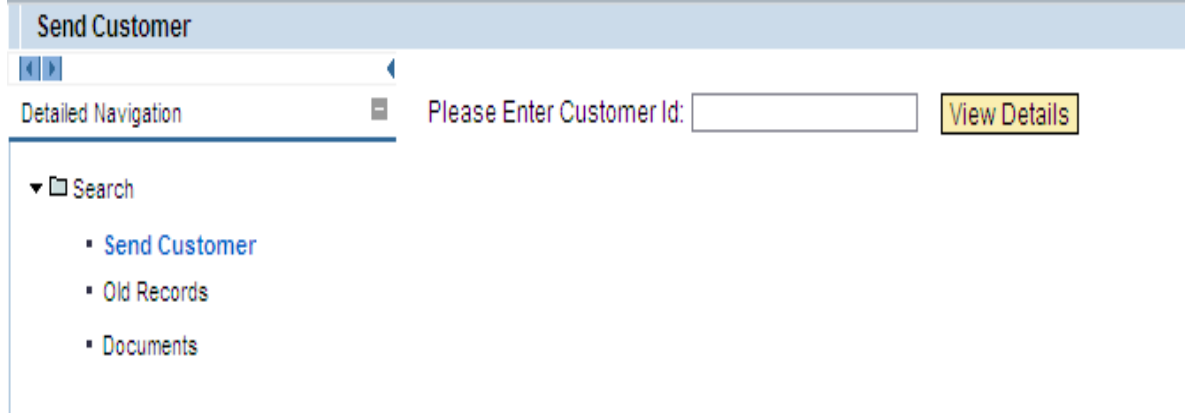 Send Customer
Detailed Navigation
Please Enter Customer Id:
View Details
Search
Send Customer
Old Records
Documents